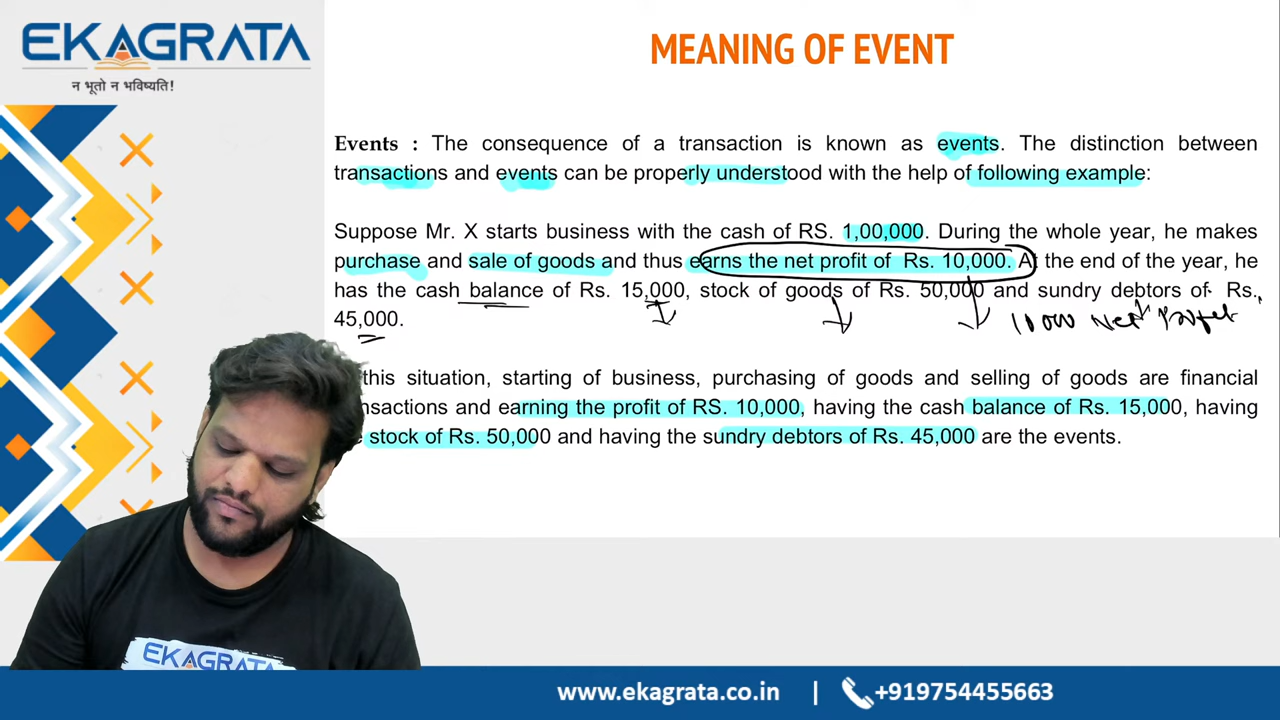 EKAGRATA
न भूतो न भविष्यति!
MEANING OF EVENT
Events : The consequence of a transaction is known as events. The distinction between
transactions and events can be properly understood with the help of following example:
Suppose Mr. X starts business with the cash of RS. 1,00,000. During the whole year, he makes
purchase and sale of goods and thus earns the net profit of Rs. 10,000. At the end of the year, he
has the cash balance of Rs. 15,000, stock of goods of Rs. 50,000 and sundry debtors of Rs.
45,000.
Net Profit
this situation, starting of business, purchasing of goods and selling of goods are financial
nsactions and earning the profit of RS. 10,000, having the cash balance of Rs. 15,000, having
stock of Rs. 50,000 and having the sundry debtors of Rs. 45,000 are the events.
EKAGRATA
www.ekagrata.co.in | +919754455663